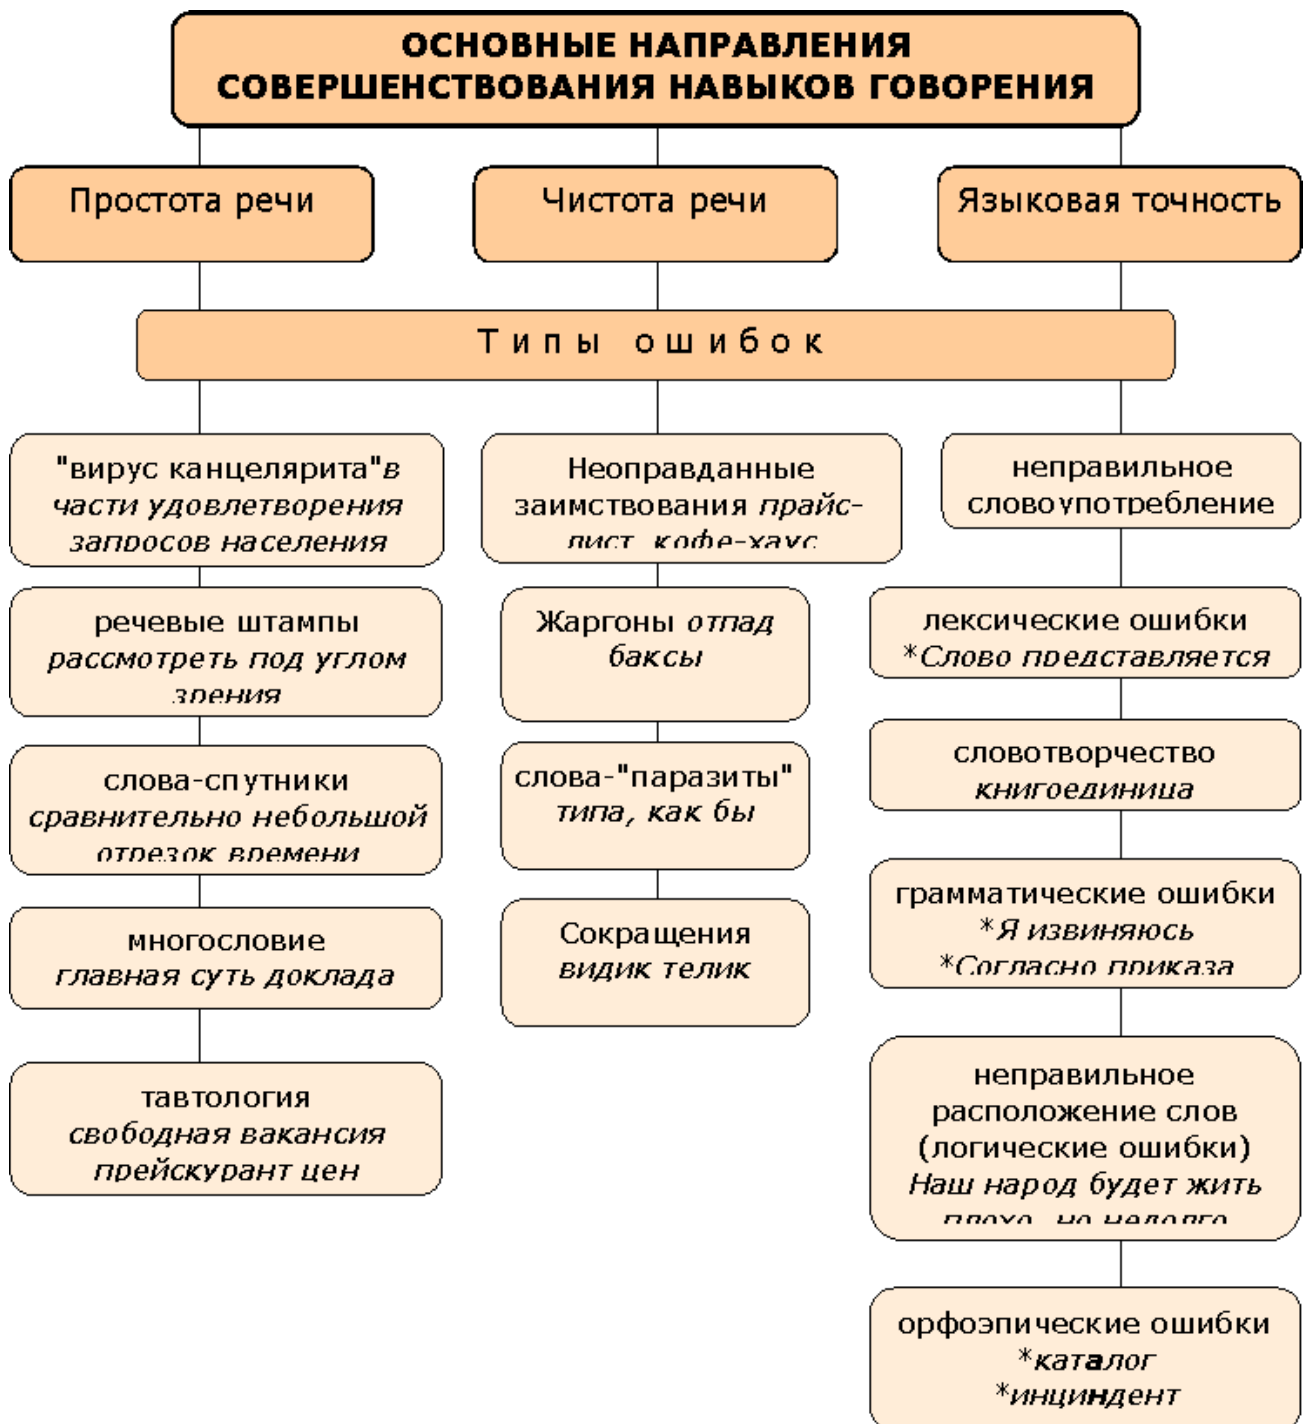 ОСНОВНЫЕ НАПРАВЛЕНИЯ
СОВЕРШЕНСТВОВАНИЯ НАВЫКОВ ГОВОРЕНИЯ
Простота речи
Чистота речи
Языковая точность
Типы ошибок
"вирус канцелярита"в
части удовлетворения
запросов населения
речевые штампы
рассмотреть под углом
зрения
слова-спутники
сравнительно небольшой
отрезок времени
многословие
главная суть доклада
тавтология
свободная вакансия
прейскурант цен
Неоправданные
заимствования прайс-
лист, кофе-хаус
Жаргоны отпад
баксы
слова-"паразиты"
типа, как бы
Сокращения
видик телик
неправильное
словоупотребление
лексические ошибки
*Слово представляется
словотворчество
книгоединица
грамматические ошибки
*Я извиняюсь
*Согласно приказа
неправильное
расположение слов
(логические ошибки)
Наш народ будет жить
плохо, но недолго
орфоэпические ошибки
*каталог
*инциндент